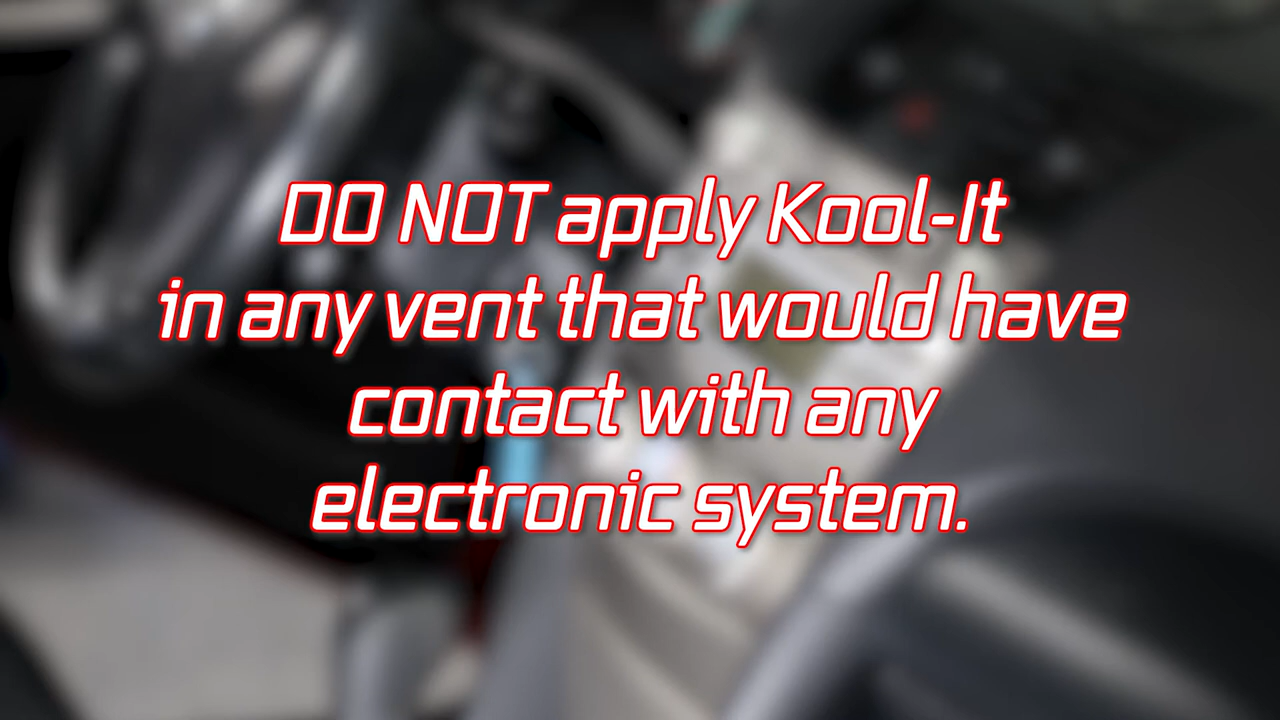 DO NOT apply Kool-It
in any vent that would have
contact with any
electronic system.